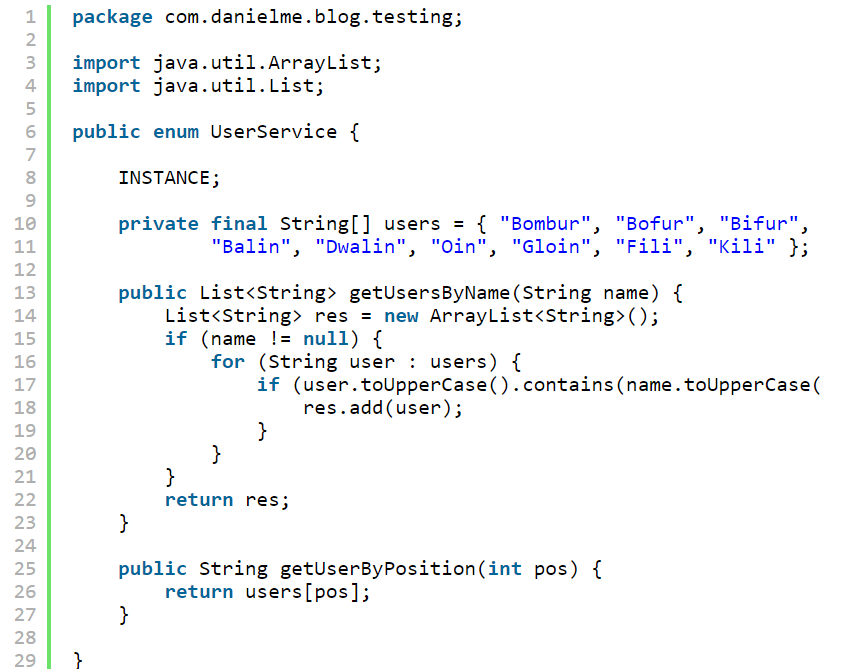 1 package com.danielme.blog.testing;
2
3 import java.util.ArrayList;
4 import java.util.List;
5
6 public enum UserService {
7
8     INSTANCE;
9
10     private final String[] users = { "Bombur", "Bofur", "Bifur",
11             "Balin", "Dwalin", "Oin", "Gloin", "Fili", "Kili" };
12
13     public List<String> getUsersByName(String name) {
14         List<String> res = new ArrayList<String>();
15         if (name != null) {
16             for (String user : users) {
17                 if (user.toUpperCase().contains(name.toUpperCase(
18                     res.add(user);
19                 }
20             }
21         }
22         return res;
23     }
24
25     public String getUserByPosition(int pos) {
26         return users[pos];
27     }
28
29 }